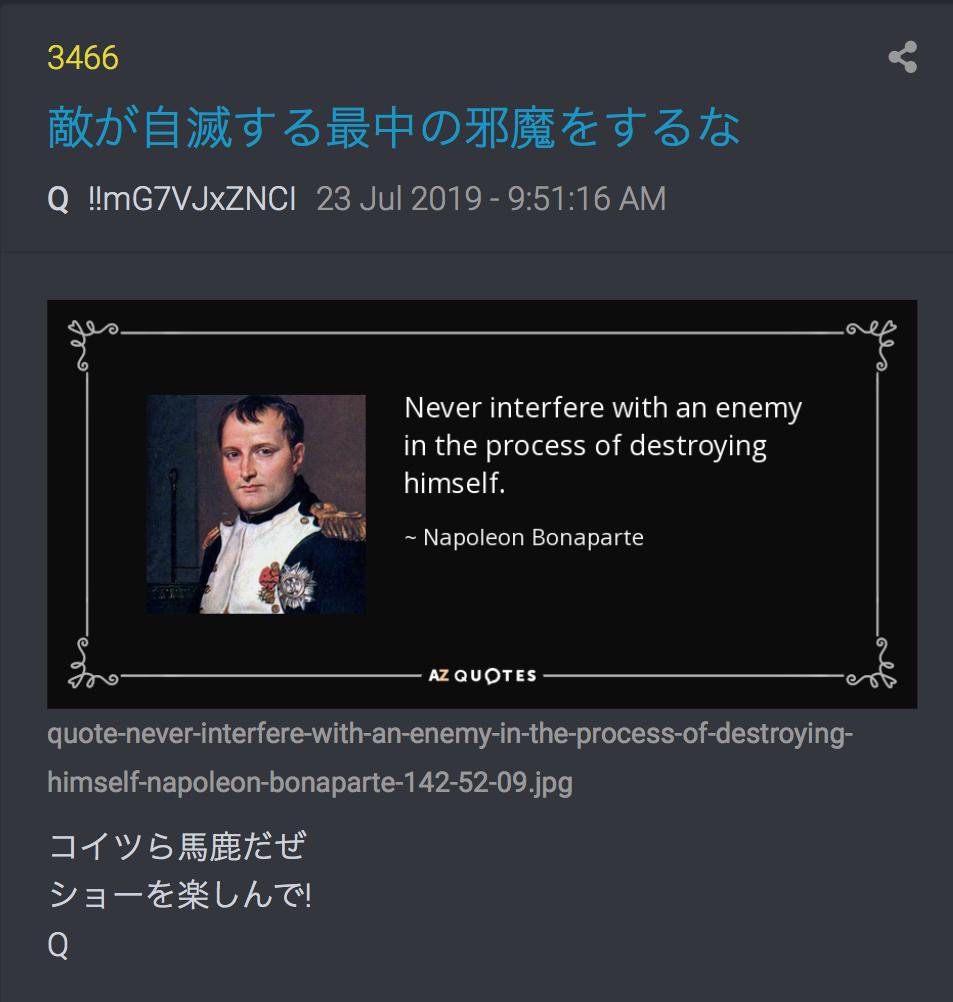 3466
敵が自滅する最中の邪魔をするな
Q !!mG7VJxZNCI 23 Jul 2019 - 9:51:16 AM
Never interfere with an enemy
in the process of destroying
himself.
~ Napoleon Bonaparte
AZ QUOTES
quote-never-interfere-with-an-enemy-in-the-process-of-destroying-
himself-napoleon-bonaparte-142-52-09.jpg
コイツら馬鹿だぜ
ショーを楽しんで!
Q